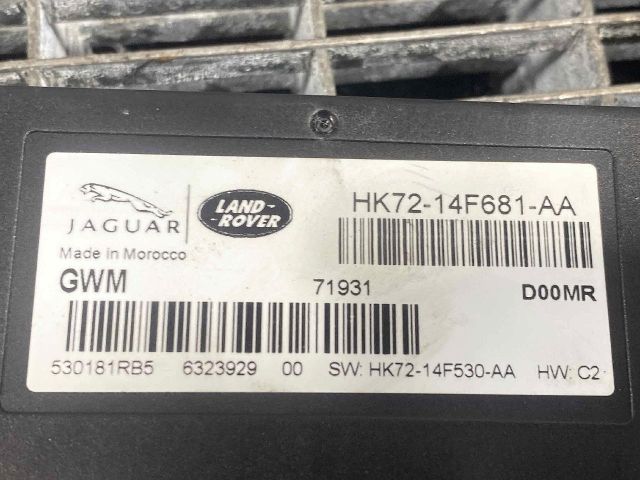 JAGUAR
LAND-
-ROVER
HK72-14F681-AA
Made in Morocco
GWM 71931 D00MR
530181RB5 6323929 00 SW: HK72-14F530-AA HW: C2